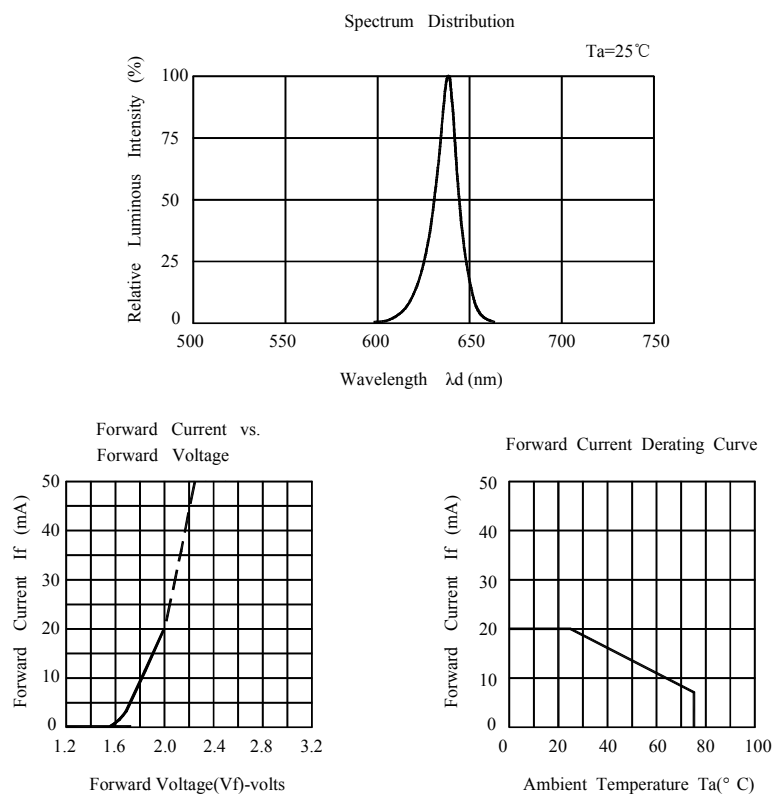 Spectrum Distribution
Ta=25℃
Relative Luminous Intensity (%)
100
75
50
25
0
500 550 600 650 700 750
Wavelength λd (nm)
Forward Current vs.
Forward Voltage
Forward Current If (mA)
50
40
30
20
10
0
1.2 1.6 2.0 2.4 2.8 3.2
Forward Voltage(Vf)-volts
Forward Current Derating Curve
Forward Current If (mA)
50
40
30
20
10
0
0 20 40 60 80 100
Ambient Temperature Ta(° C)